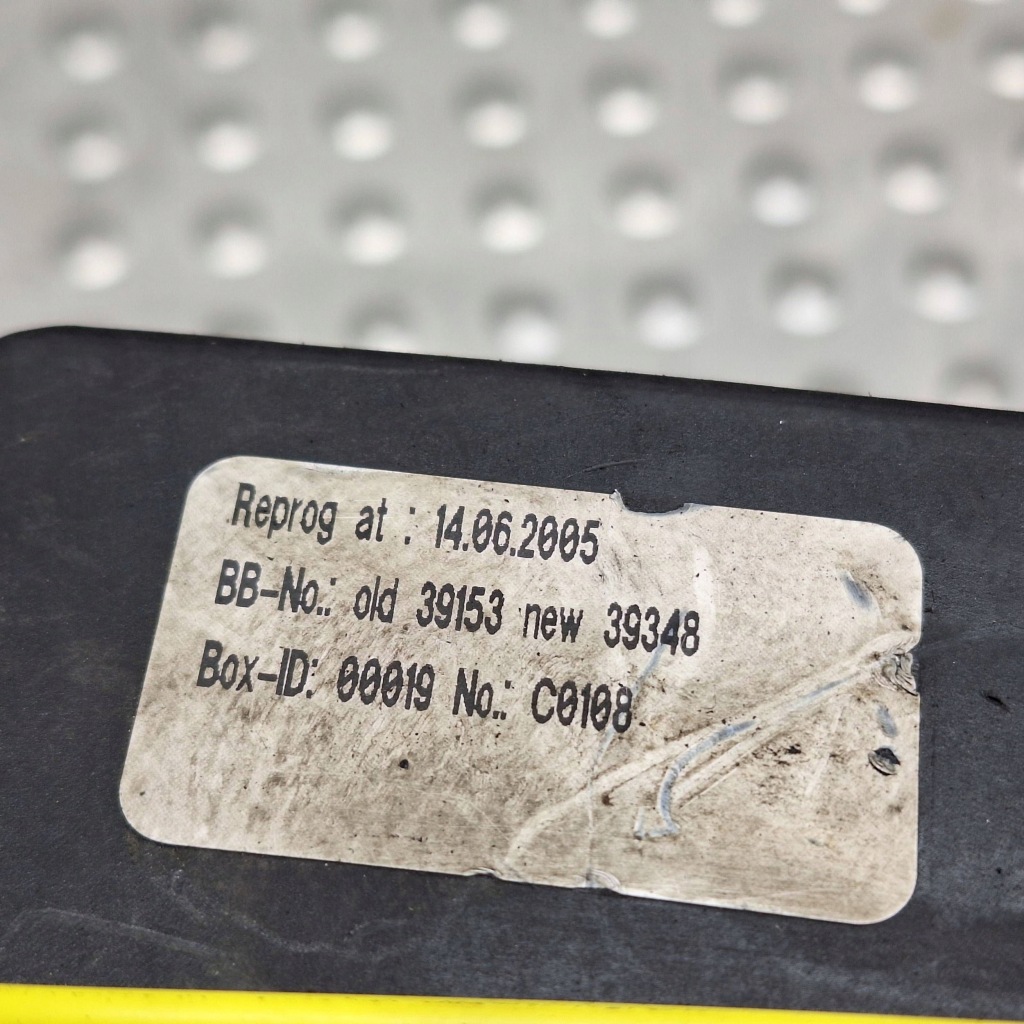 Reprog at : 14.06.2005
BB-No.: old 39153 new 39348
Box-ID: 00019 No.: C0108